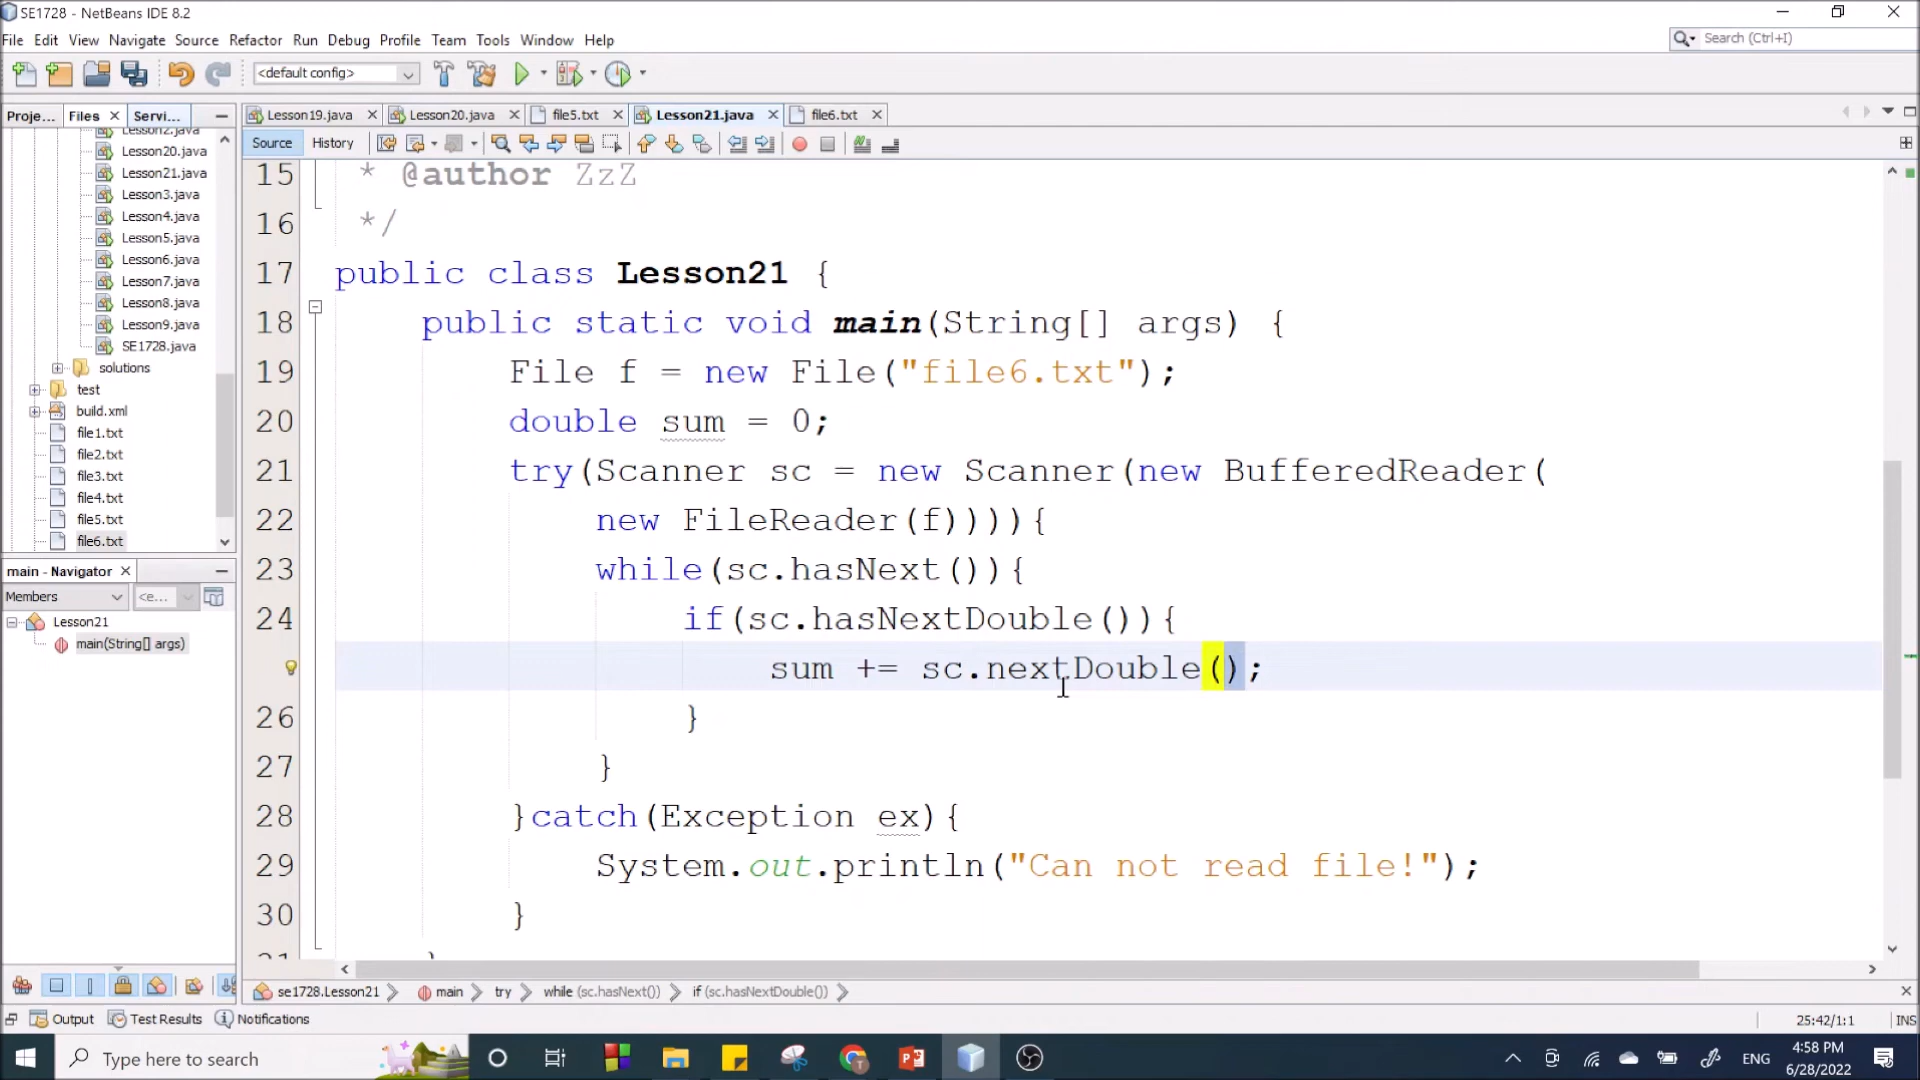 SE1728 - NetBeans IDE 8.2
File Edit View Navigate Source Refactor Run Debug Profile Team Tools Window Help
Search (Ctrl+I)
<default config>
Proje... Files Servi...
Lesson19.java Lesson20.java file5.txt Lesson21.java file6.txt
Source History
Lesson2.java
Lesson20.java
Lesson21.java
Lesson3.java
Lesson4.java
Lesson5.java
Lesson6.java
Lesson7.java
Lesson8.java
Lesson9.java
SE1728.java
solutions
test
build.xml
file1.txt
file2.txt
file3.txt
file4.txt
file5.txt
file6.txt
main - Navigator
Members <e...
Lesson21
main(String[] args)
15 * @author ZzZ
16 */
17 public class Lesson21 {
18 public static void main(String[] args) {
19 File f = new File("file6.txt");
20 double sum = 0;
21 try(Scanner sc = new Scanner(new BufferedReader(
22 new FileReader(f)))){
23 while(sc.hasNext()){
24 if(sc.hasNextDouble()){
sum += sc.nextDouble();
26 }
27 }
28 }catch(Exception ex){
29 System.out.println("Can not read file!");
30 }
31 }
se1728.Lesson21 main try while (sc.hasNext()) if (sc.hasNextDouble())
Output Test Results Notifications
25:42/1:1 INS
Type here to search
ENG
4:58 PM
6/28/2022